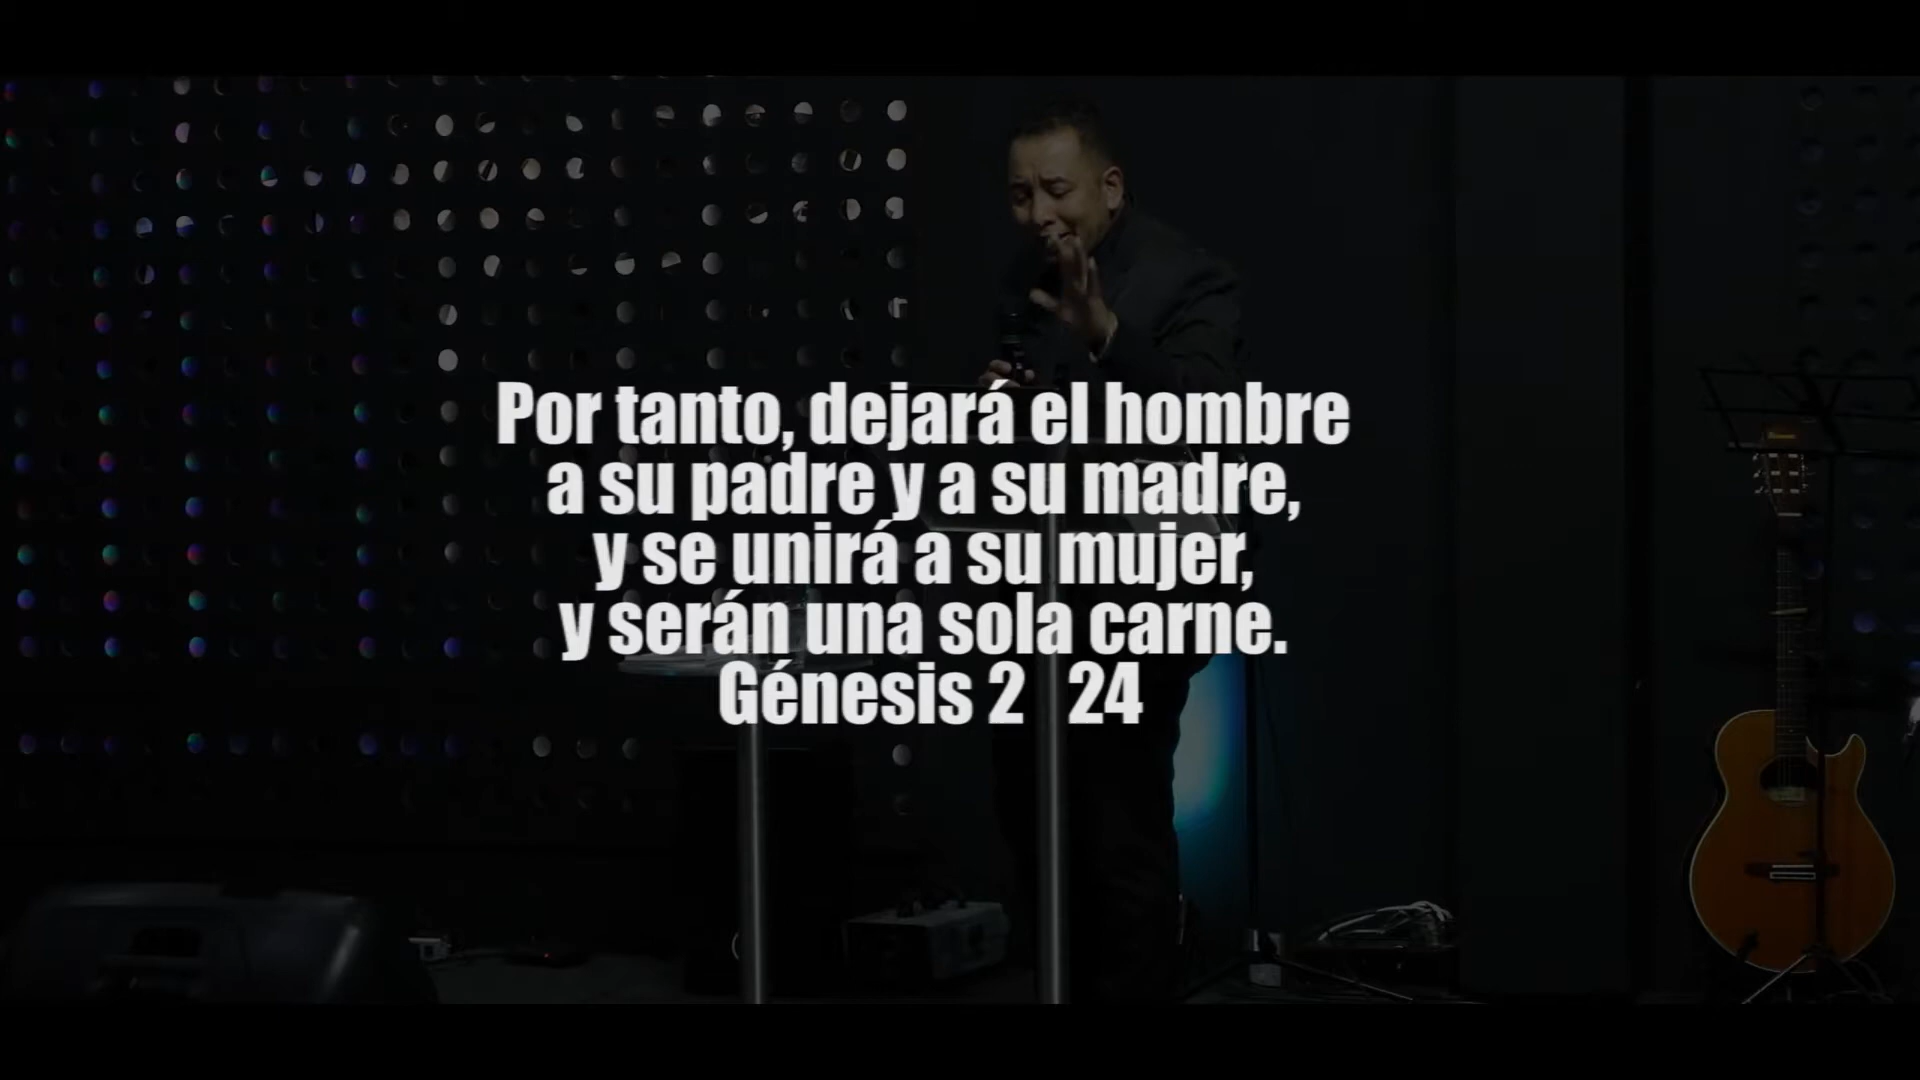 Por tanto, dejará el hombre
a su padre y a su madre,
y se unirá a su mujer,
y serán una sola carne.
Génesis 2 24